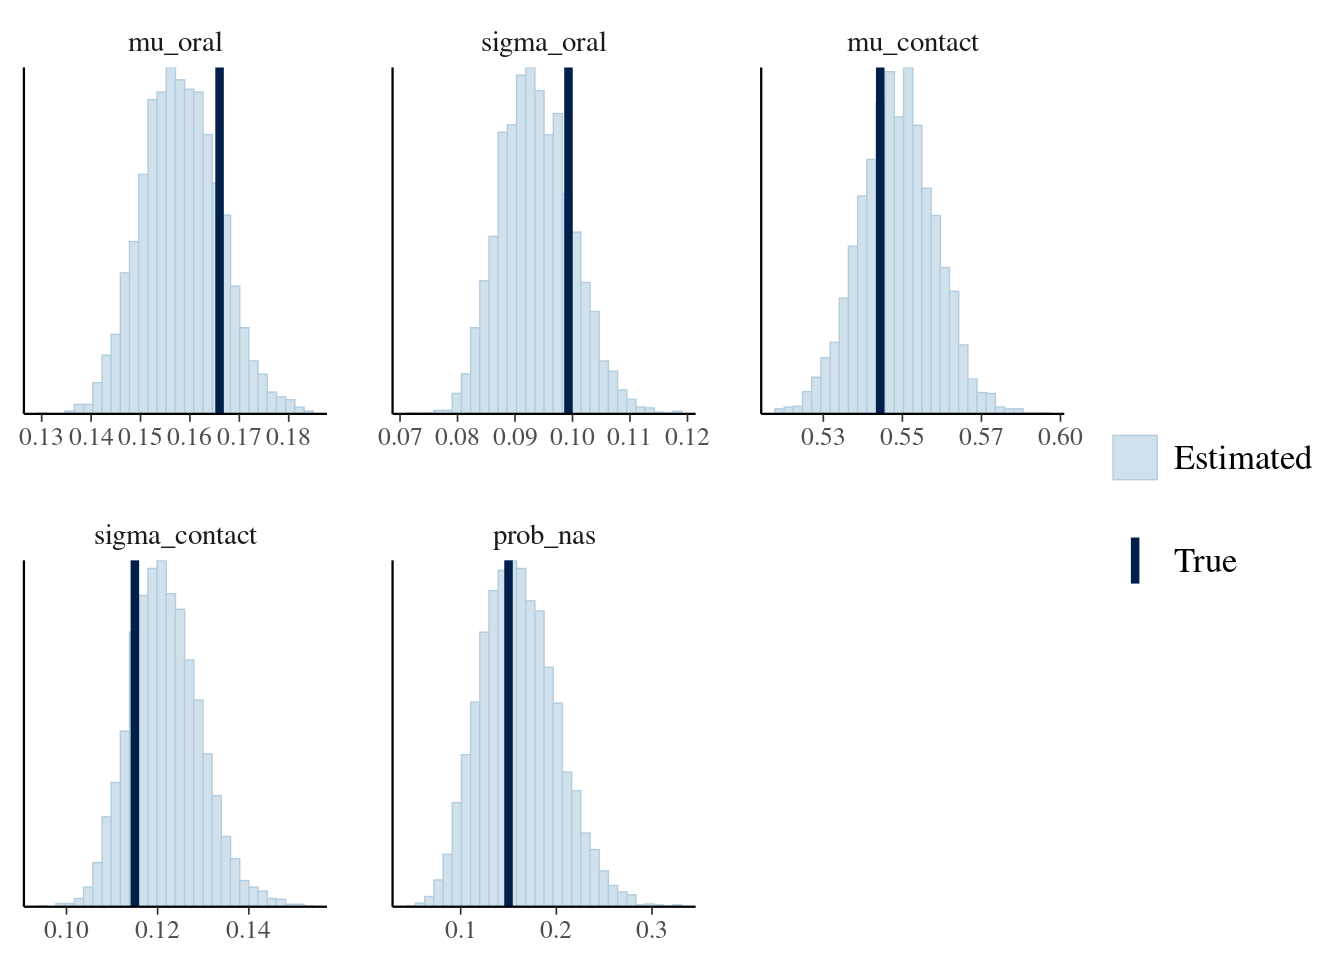 mu_oral sigma_oral mu_contact
0.13 0.14 0.15 0.16 0.17 0.18 0.07 0.08 0.09 0.10 0.11 0.12 0.53 0.55 0.57 0.60
Estimated
True
sigma_contact prob_nas
0.10 0.12 0.14 0.1 0.2 0.3